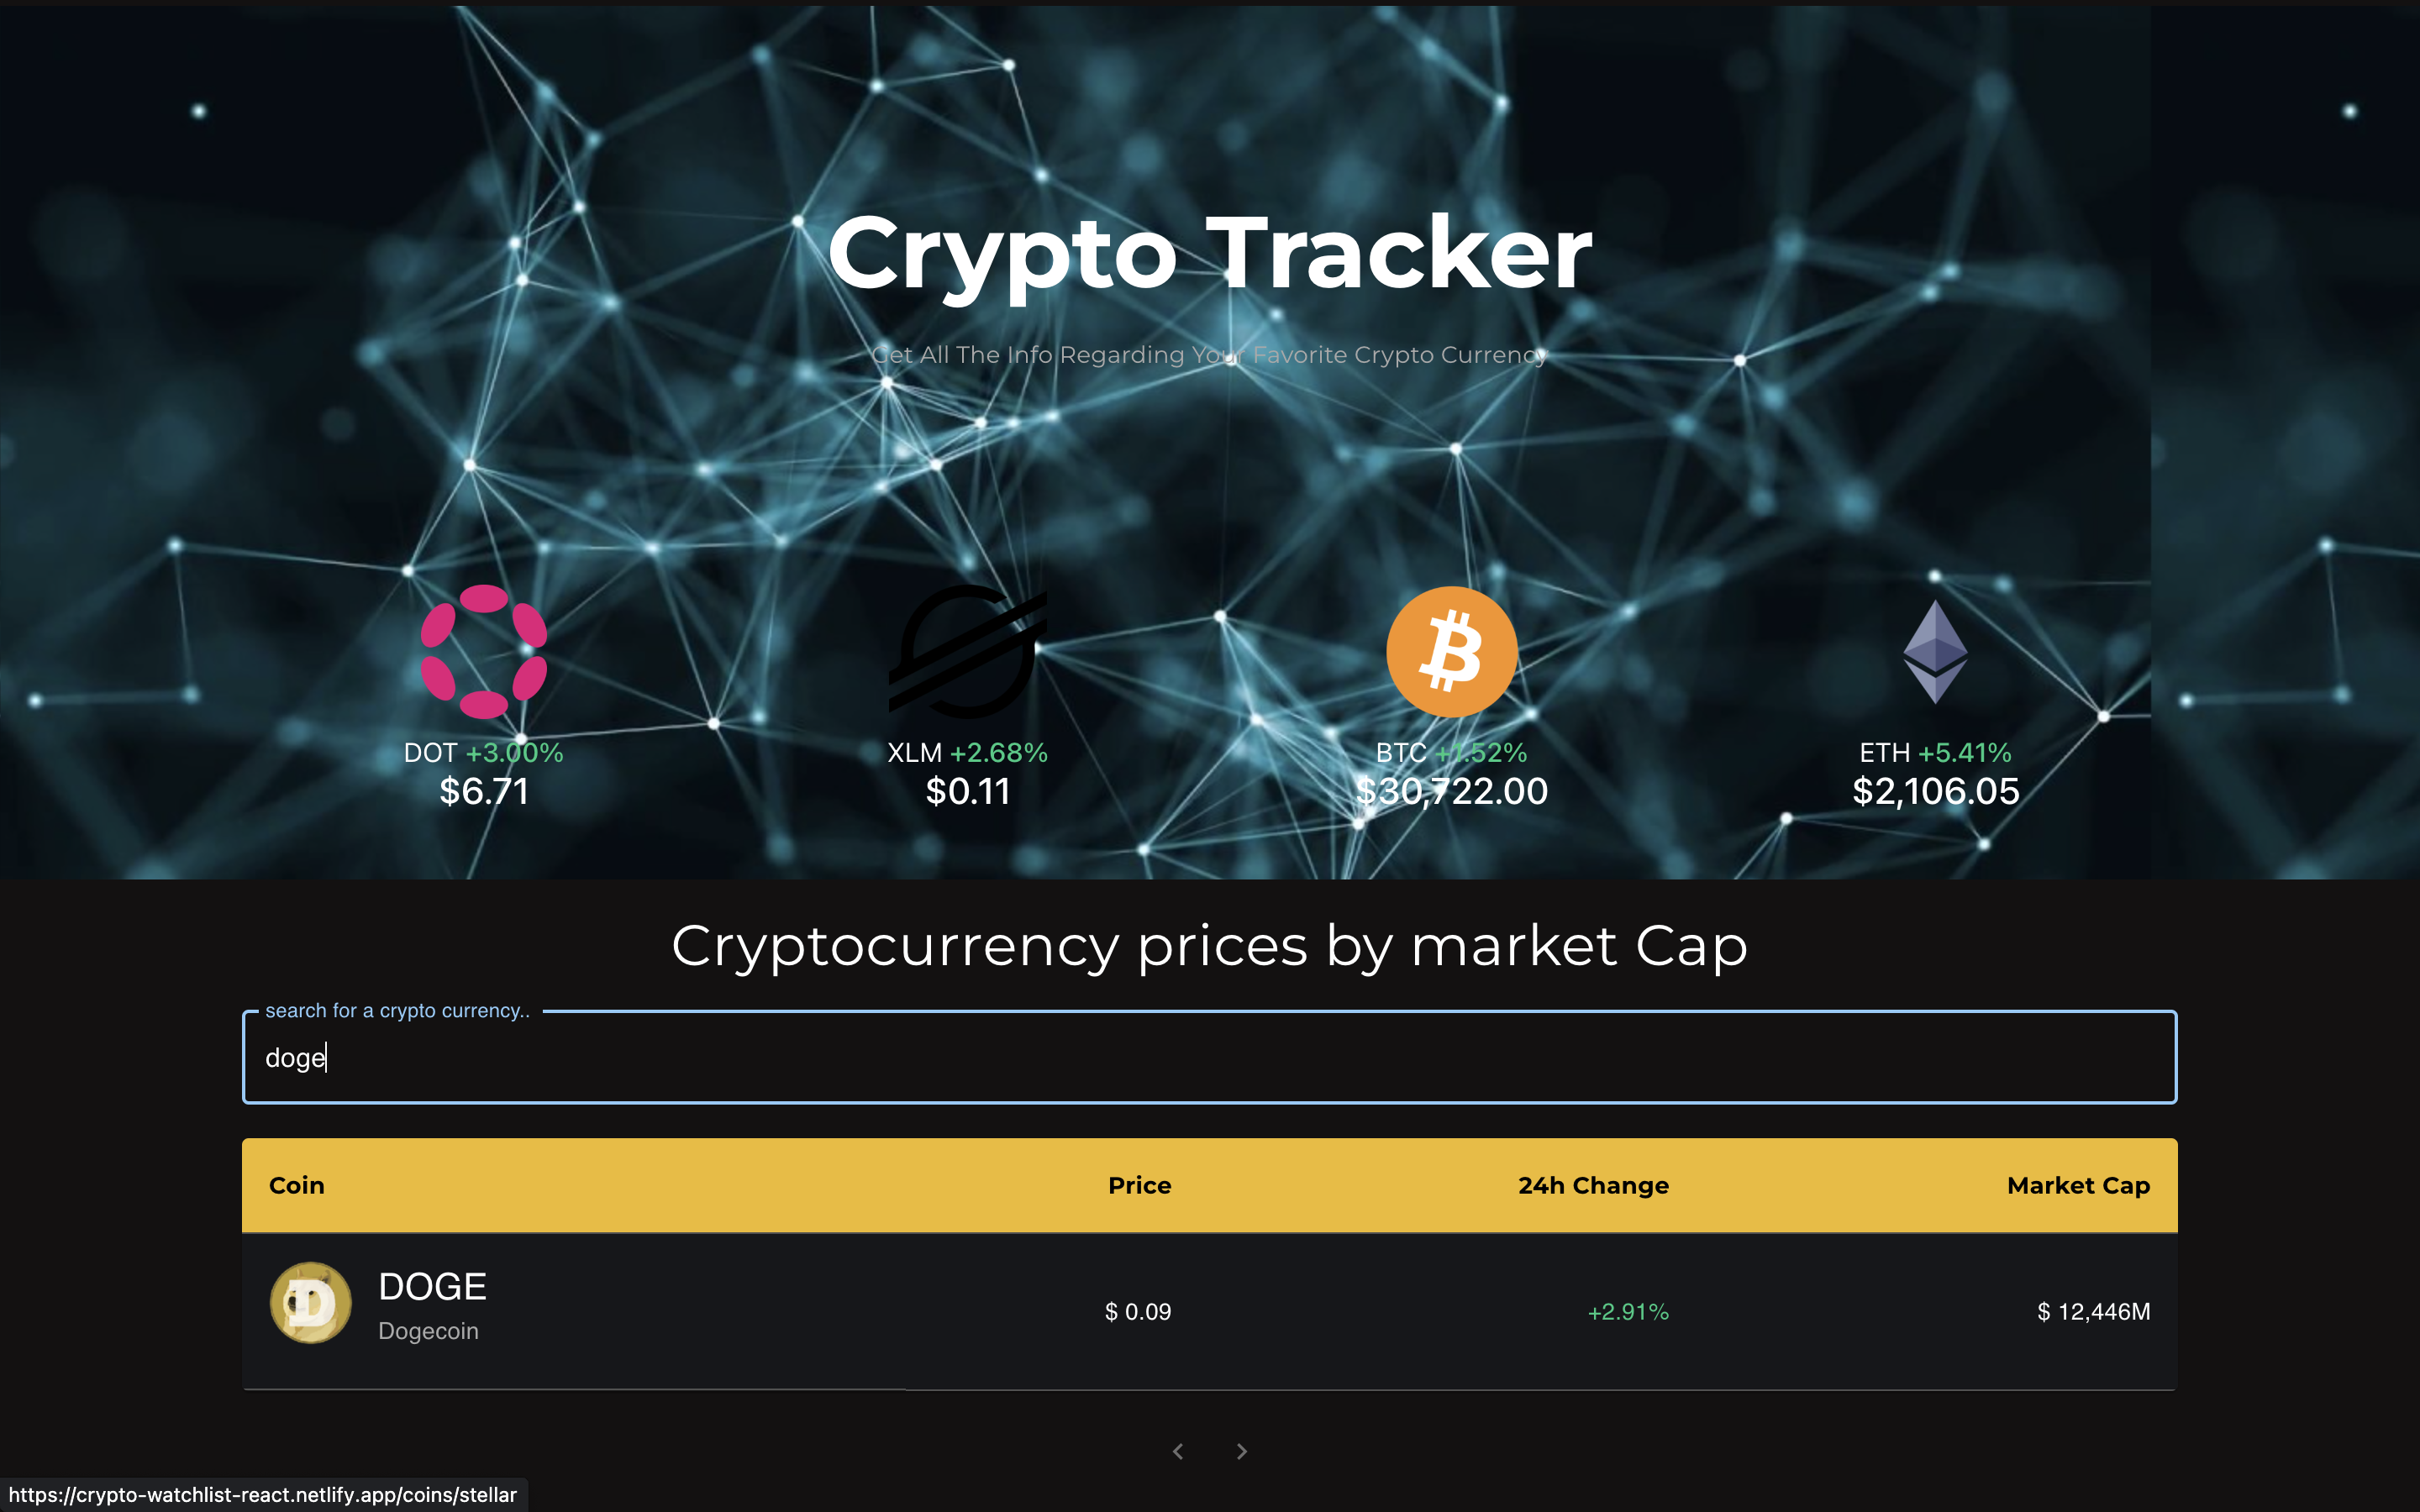 Crypto Tracker
Get All The Info Regarding Your Favorite Crypto Currency
DOT +3.00%
$6.71
XLM +2.68%
$0.11
BTC +1.52%
$30,722.00
ETH +5.41%
$2,106.05
Cryptocurrency prices by market Cap
search for a crypto currency..
doge
Coin Price 24h Change Market Cap
DOGE
Dogecoin
$ 0.09 +2.91% $ 12,446M
https://crypto-watchlist-react.netlify.app/coins/stellar